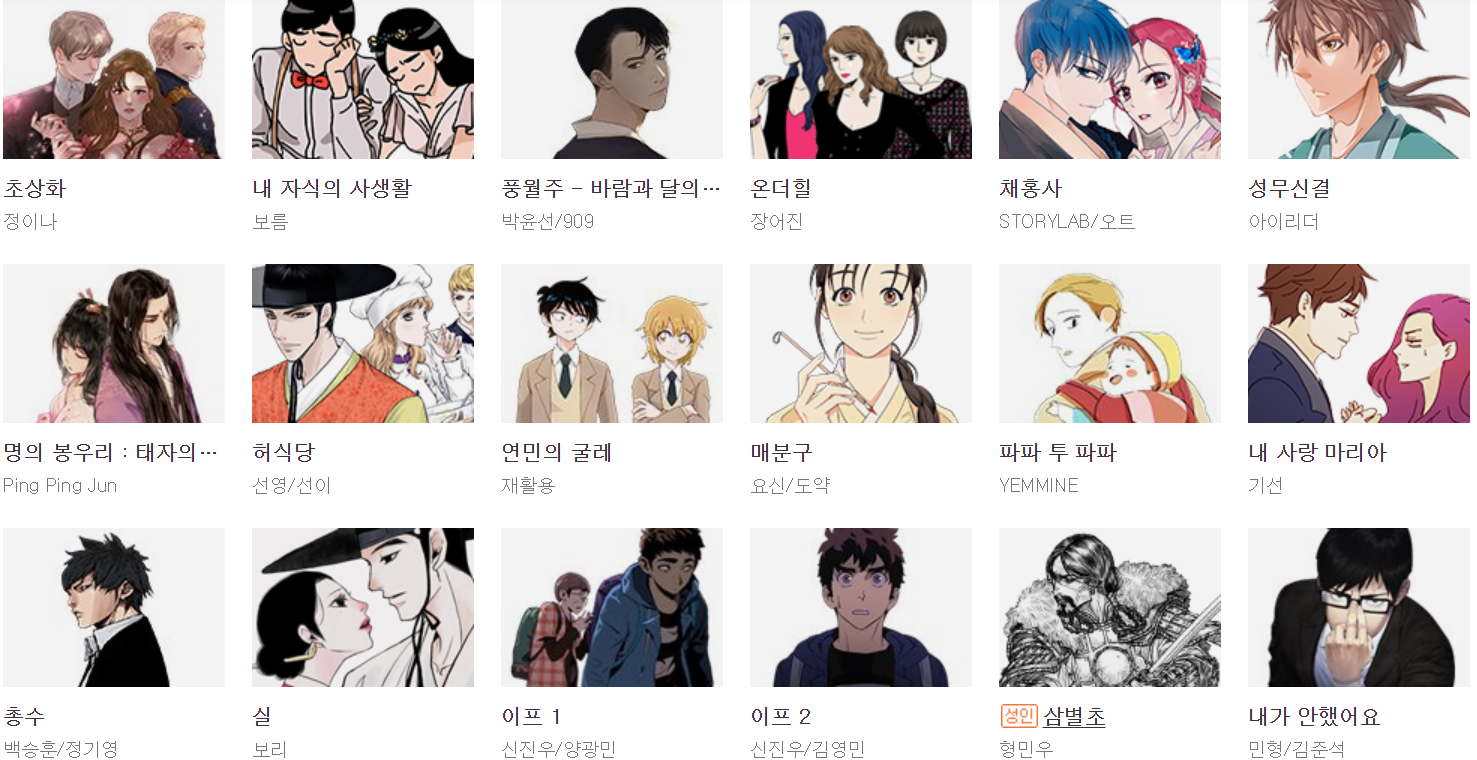 초상화
정이나
내 자식의 사생활
보름
풍월주 - 바람과 달의…
박윤선/909
온더힐
장어진
채홍사
STORYLAB/오트
성무신결
아이리더
명의 봉우리 : 태자의…
Ping Ping Jun
허식당
선영/선이
연민의 굴레
재활용
매분구
요신/도약
파파 투 파파
YEMMINE
내 사랑 마리아
기선
총수
백승훈/정기영
실
보리
이프 1
신진우/양광민
이프 2
신진우/김영민
성인 삼별초
형민우
내가 안했어요
민형/김준석